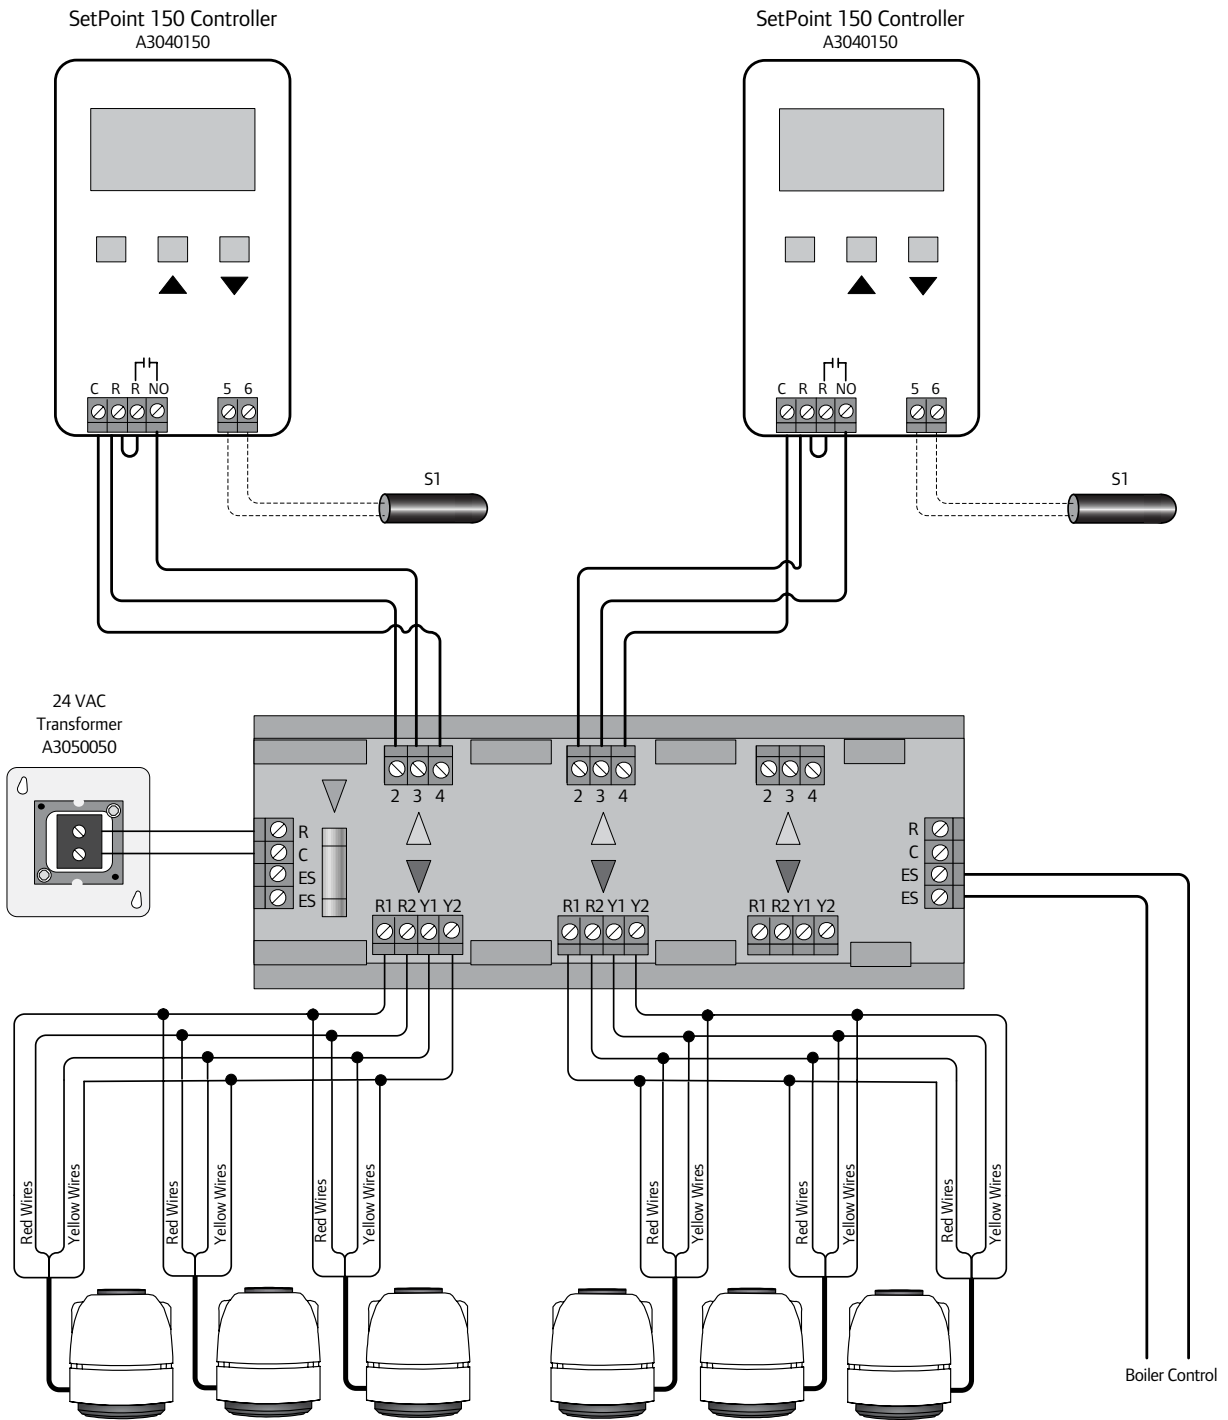 SetPoint 150 Controller
A3040150
SetPoint 150 Controller
A3040150
C R R NO 5 6
C R R NO 5 6
S1
S1
24 VAC
Transformer
A3050050
2 3 4
2 3 4
2 3 4
R
C
ES
ES
R
C
ES
ES
R1 R2 Y1 Y2
R1 R2 Y1 Y2
R1 R2 Y1 Y2
Red Wires
Yellow Wires
Red Wires
Yellow Wires
Red Wires
Yellow Wires
Red Wires
Yellow Wires
Red Wires
Yellow Wires
Red Wires
Yellow Wires
Boiler Control